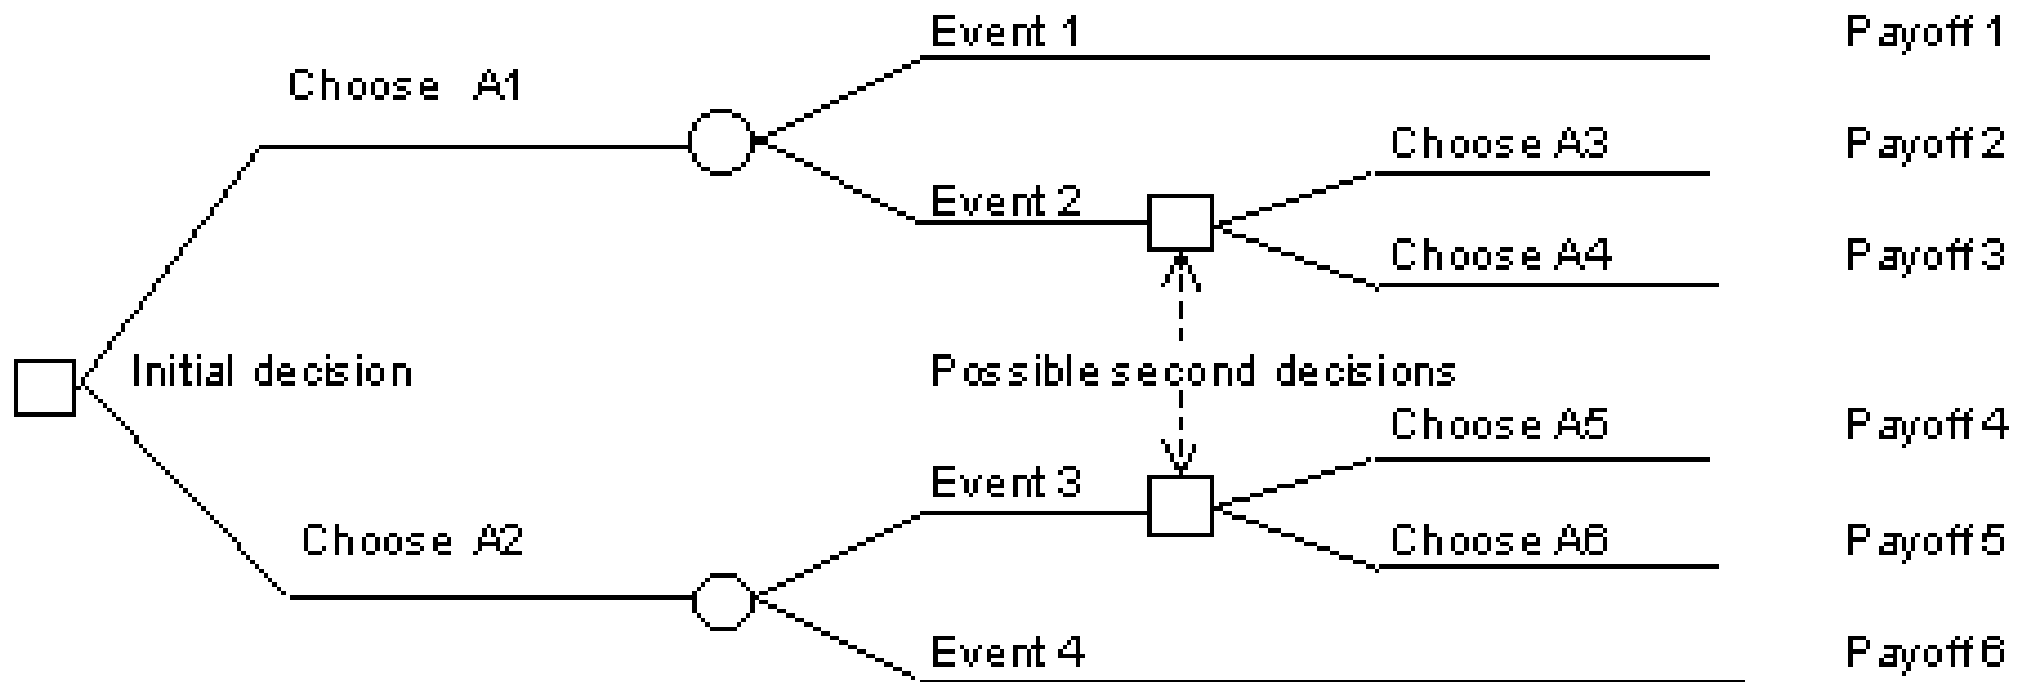 Event 1
Payoff 1
Choose A1
Choose A3
Payoff 2
Event 2
Choose A4
Payoff 3
Initial decision
Possible second decisions
Choose A5
Payoff 4
Event 3
Choose A2
Choose A6
Payoff 5
Event 4
Payoff 6